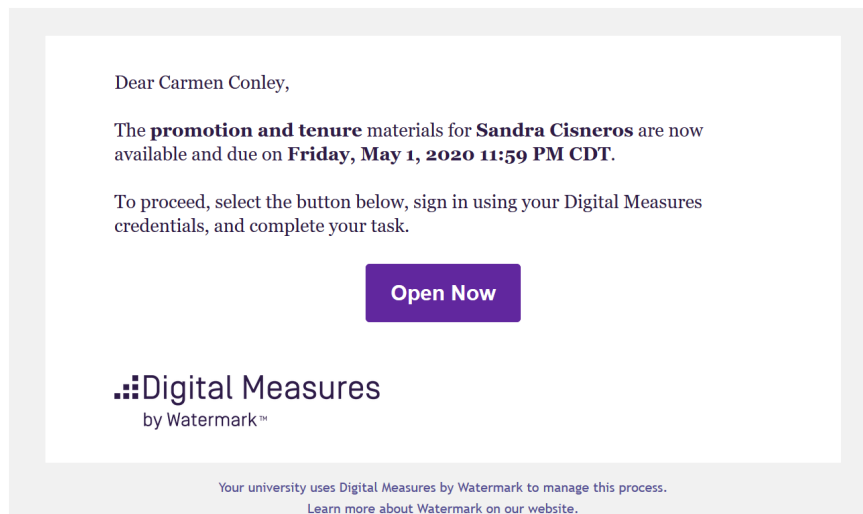 Dear Carmen Conley,
The promotion and tenure materials for Sandra Cisneros are now
available and due on Friday, May 1, 2020 11:59 PM CDT.
To proceed, select the button below, sign in using your Digital Measures
credentials, and complete your task.
Open Now
Digital Measures
by Watermark™
Your university uses Digital Measures by Watermark to manage this process.
Learn more about Watermark on our website.